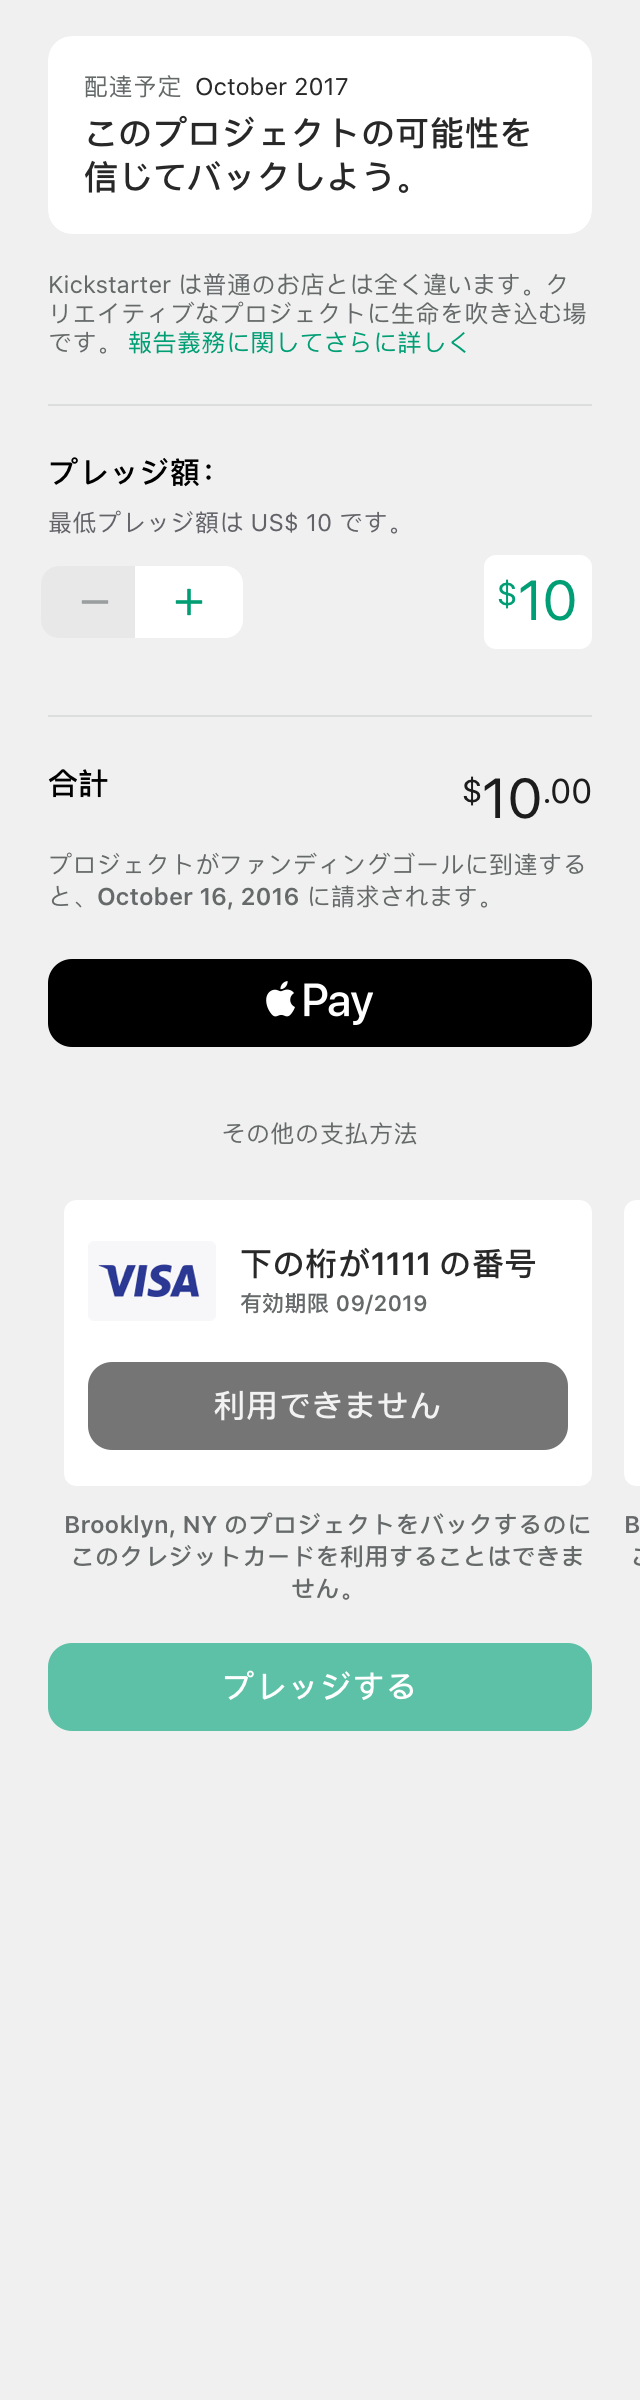 配達予定 October 2017
このプロジェクトの可能性を
信じてバックしよう。
Kickstarter は普通のお店とは全く違います。ク
リエイティブなプロジェクトに生命を吹き込む場
です。 報告義務に関してさらに詳しく
プレッジ額:
最低プレッジ額は US$ 10 です。
− +
$10
合計
$10.00
プロジェクトがファンディングゴールに到達する
と、October 16, 2016 に請求されます。
Pay
その他の支払方法
VISA
下の桁が1111 の番号
有効期限 09/2019
利用できません
Brooklyn, NY のプロジェクトをバックするのに
このクレジットカードを利用することはできま
せん。
プレッジする